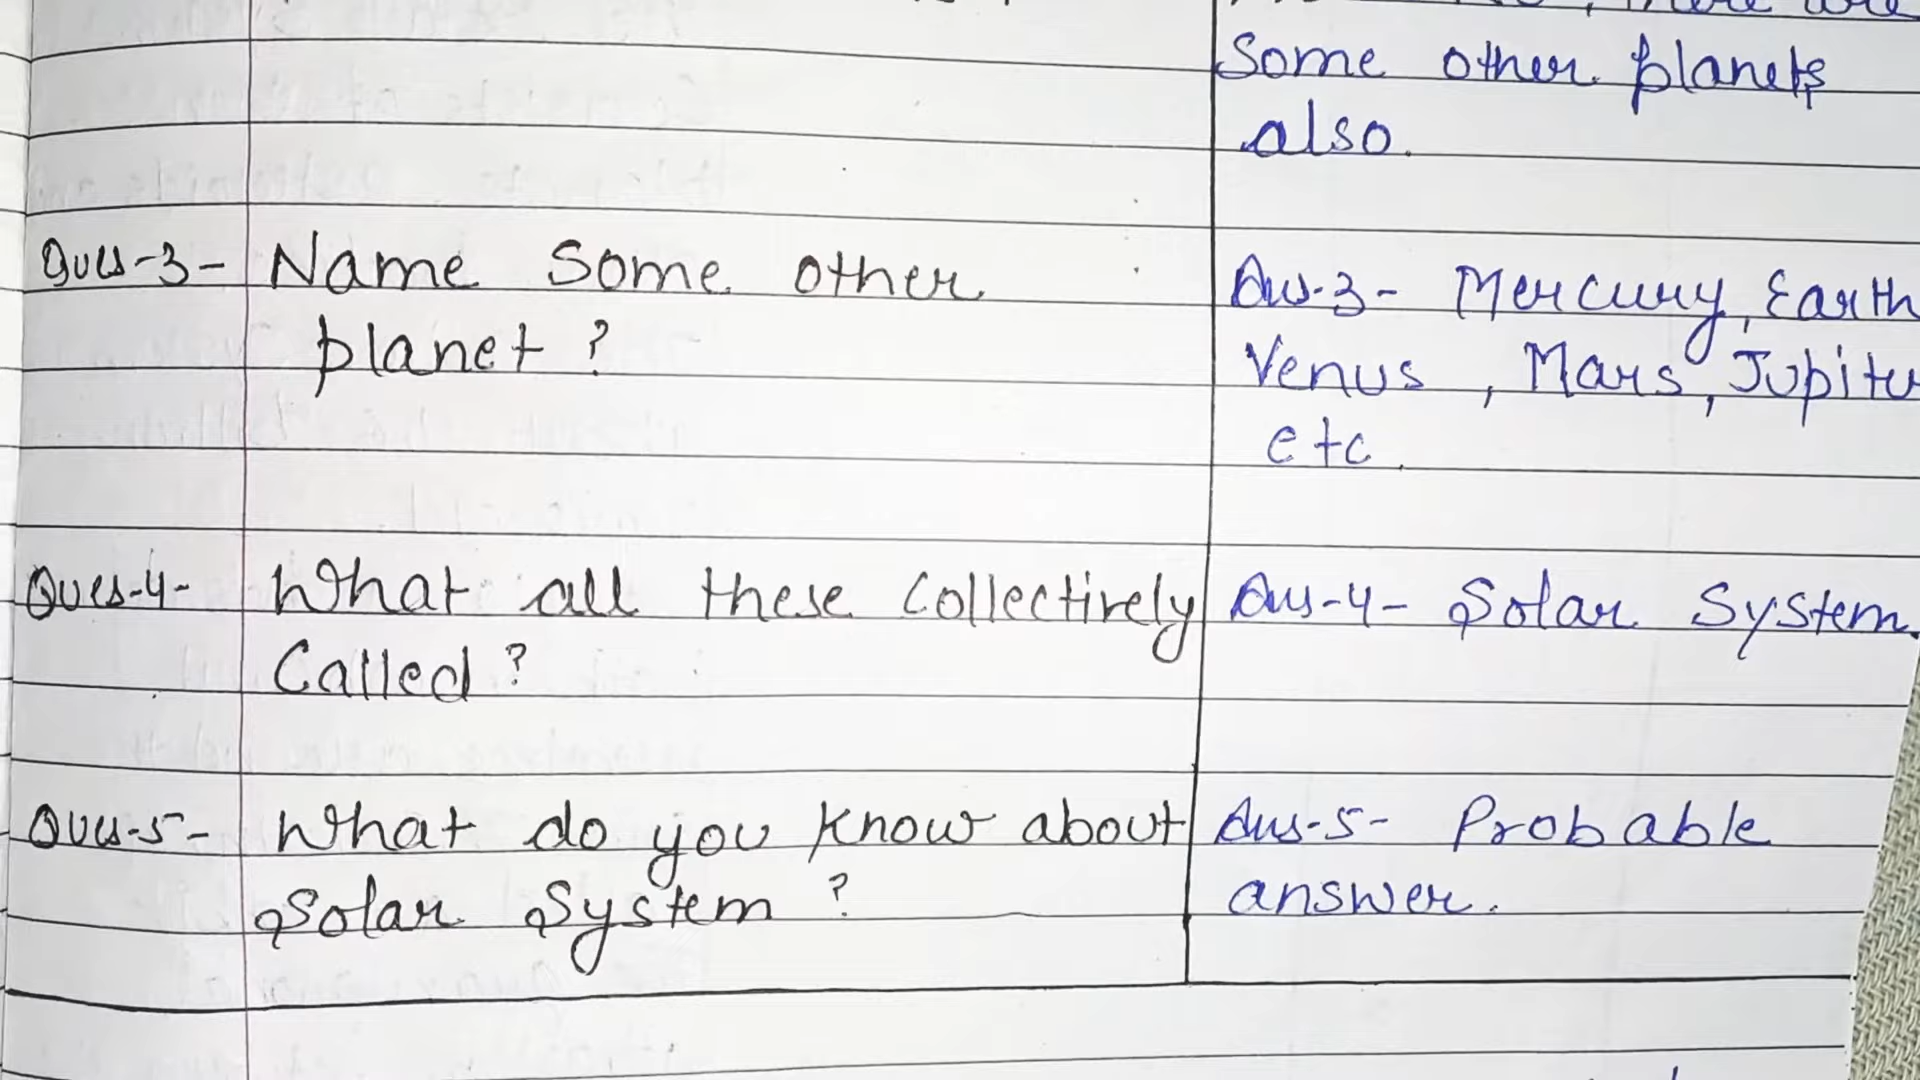 there are
Some other planets
also.
Ques-3- Name Some other
planet ?
Ans-3- Mercury, Earth
Venus, Mars, Jupiter
etc.
Ques-4- What all these Collectively
Called ?
Ans-4- Solar System.
Ques-5- What do you know about
Solar System ?
Ans-5- Probable
answer.